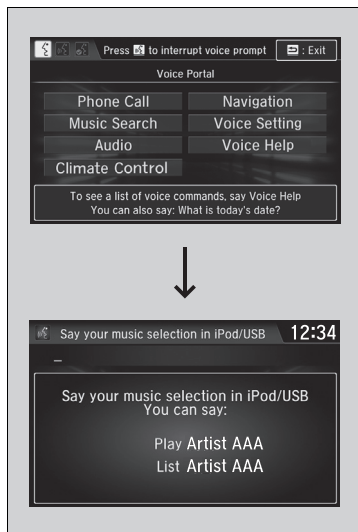 Press to interrupt voice prompt
: Exit
Voice Portal
Phone Call
Navigation
Music Search
Voice Setting
Audio
Voice Help
Climate Control
To see a list of voice commands, say Voice Help
You can also say: What is today's date?
Say your music selection in iPod/USB
12:34
_
Say your music selection in iPod/USB
You can say:
Play Artist AAA
List Artist AAA